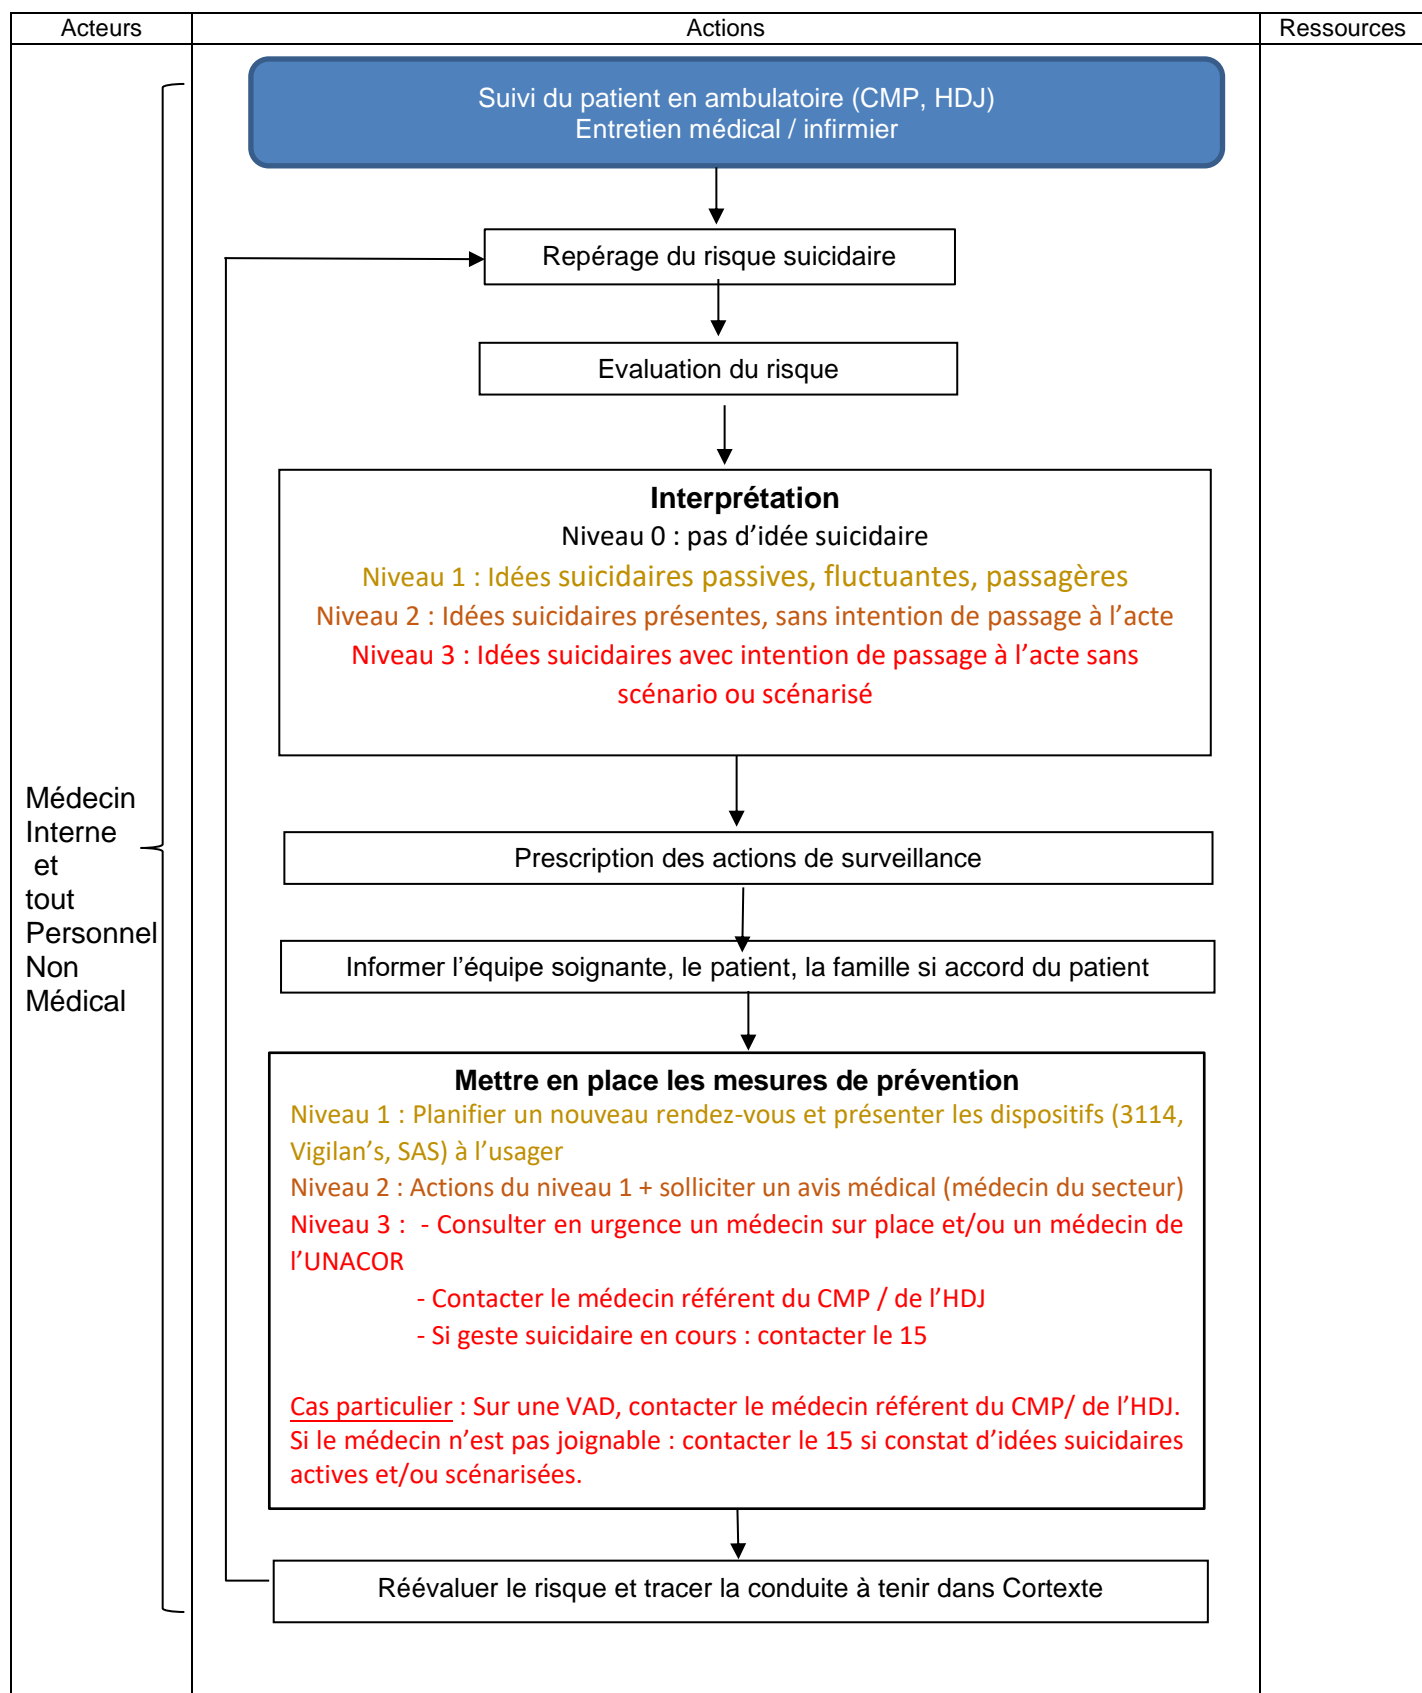 Acteurs
Actions
Ressources
Suivi du patient en ambulatoire (CMP, HDJ)
Entretien médical / infirmier
Repérage du risque suicidaire
Evaluation du risque
Interprétation
Niveau 0 : pas d’idée suicidaire
Niveau 1 : Idées suicidaires passives, fluctuantes, passagères
Niveau 2 : Idées suicidaires présentes, sans intention de passage à l’acte
Niveau 3 : Idées suicidaires avec intention de passage à l’acte sans
scénario ou scénarisé
Médecin
Interne
et
tout
Personnel
Non
Médical
Prescription des actions de surveillance
Informer l’équipe soignante, le patient, la famille si accord du patient
Mettre en place les mesures de prévention
Niveau 1 : Planifier un nouveau rendez-vous et présenter les dispositifs (3114,
Vigilan’s, SAS) à l’usager
Niveau 2 : Actions du niveau 1 + solliciter un avis médical (médecin du secteur)
Niveau 3 : - Consulter en urgence un médecin sur place et/ou un médecin de
l’UNACOR
- Contacter le médecin référent du CMP / de l’HDJ
- Si geste suicidaire en cours : contacter le 15
Cas particulier : Sur une VAD, contacter le médecin référent du CMP/ de l’HDJ.
Si le médecin n’est pas joignable : contacter le 15 si constat d’idées suicidaires
actives et/ou scénarisées.
Réévaluer le risque et tracer la conduite à tenir dans Cortexte